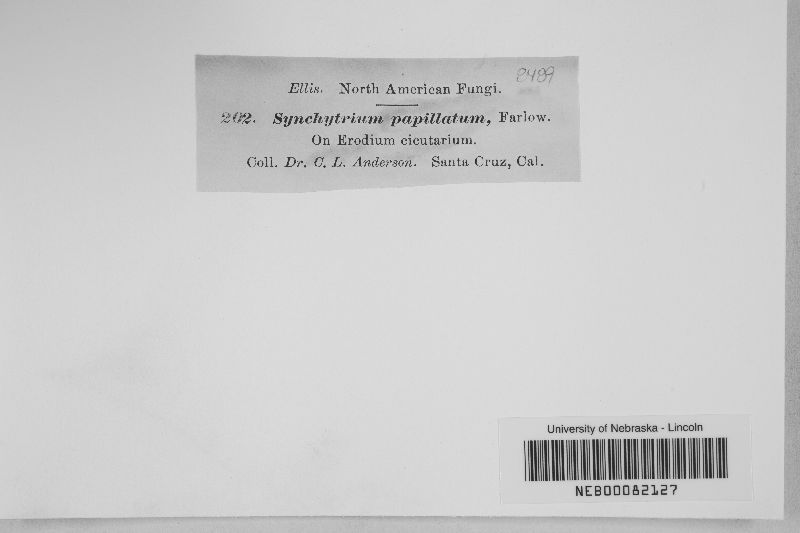 8489
Ellis. North American Fungi.
202. Synchytrium papillatum, Farlow.
On Erodium cicutarium.
Coll. Dr. C. L. Anderson. Santa Cruz, Cal.
University of Nebraska - Lincoln
NEB00082127